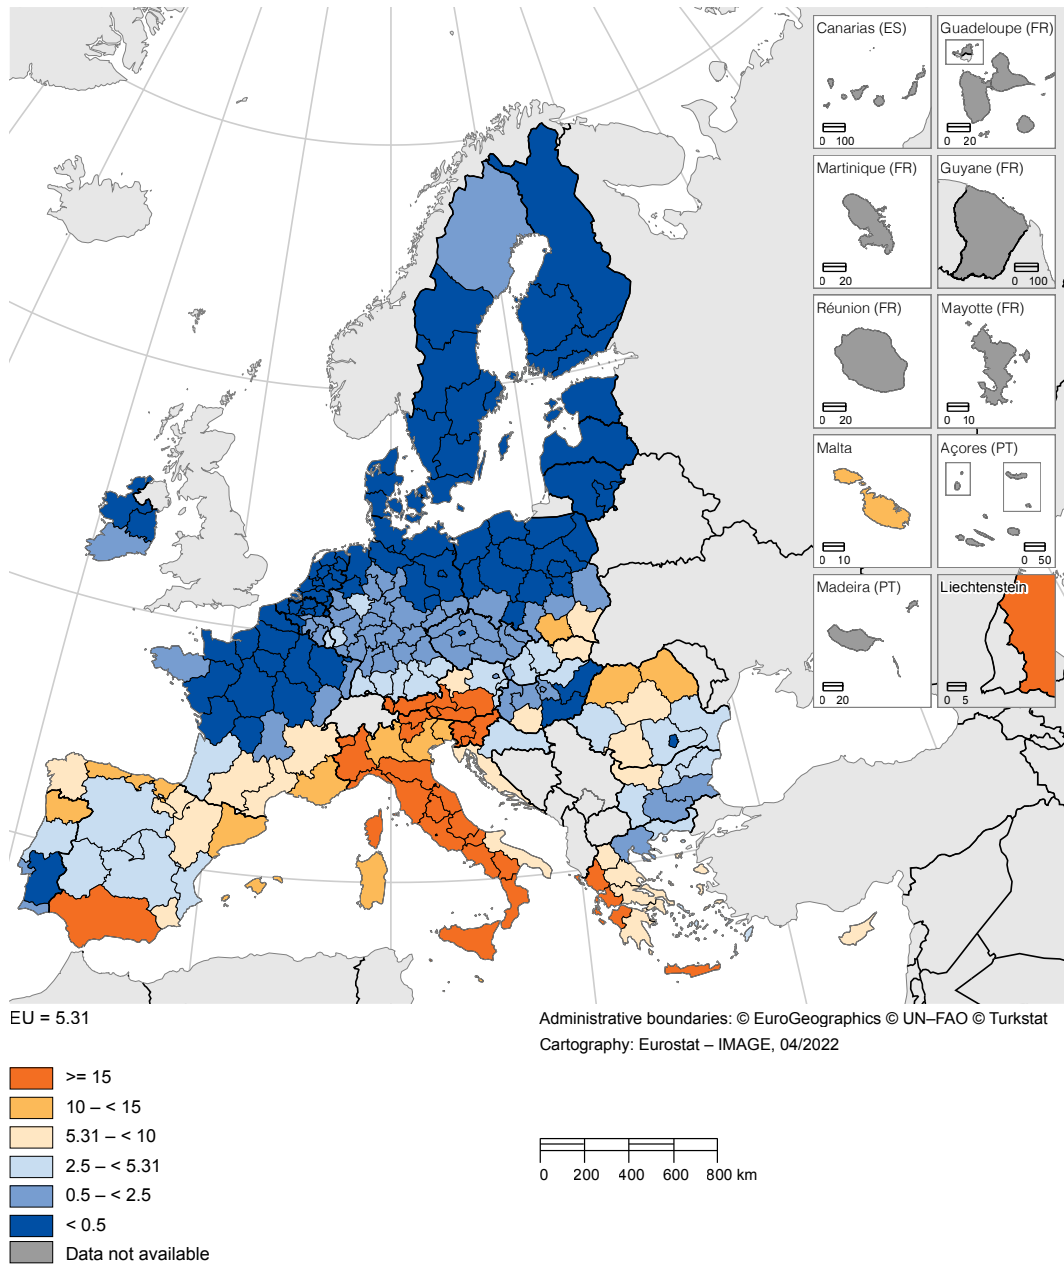 Canarias (ES)
0 100
Guadeloupe (FR)
0 20
Martinique (FR)
0 20
Guyane (FR)
0 100
Réunion (FR)
0 20
Mayotte (FR)
0 10
Malta
0 10
Açores (PT)
0 50
Madeira (PT)
0 20
Liechtenstein
0 5
EU = 5.31
Administrative boundaries: © EuroGeographics © UN–FAO © Turkstat
Cartography: Eurostat – IMAGE, 04/2022
>= 15
10 – < 15
5.31 – < 10
2.5 – < 5.31
0.5 – < 2.5
< 0.5
Data not available
0 200 400 600 800 km